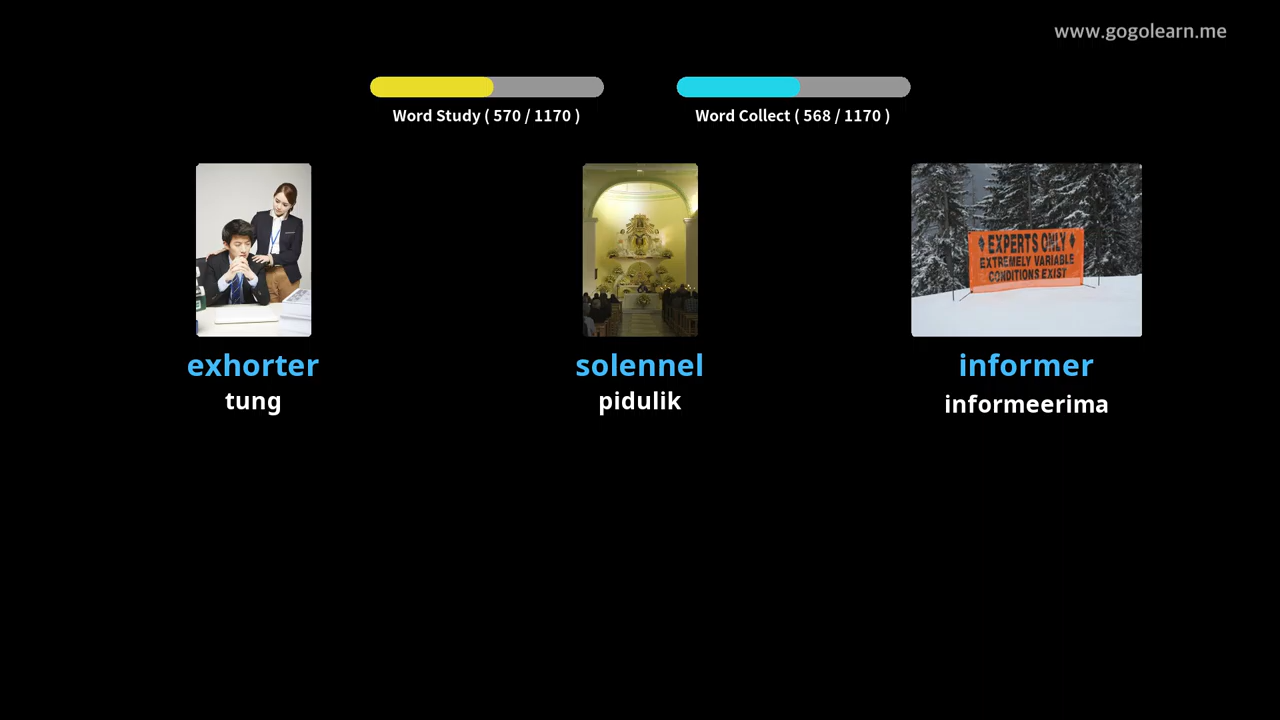 www.gogolearn.me
Word Study ( 570 / 1170 )
Word Collect ( 568 / 1170 )
EXPERTS ONLY
EXTREMELY VARIABLE
CONDITIONS EXIST
exhorter
solennel
informer
tung
pidulik
informeerima